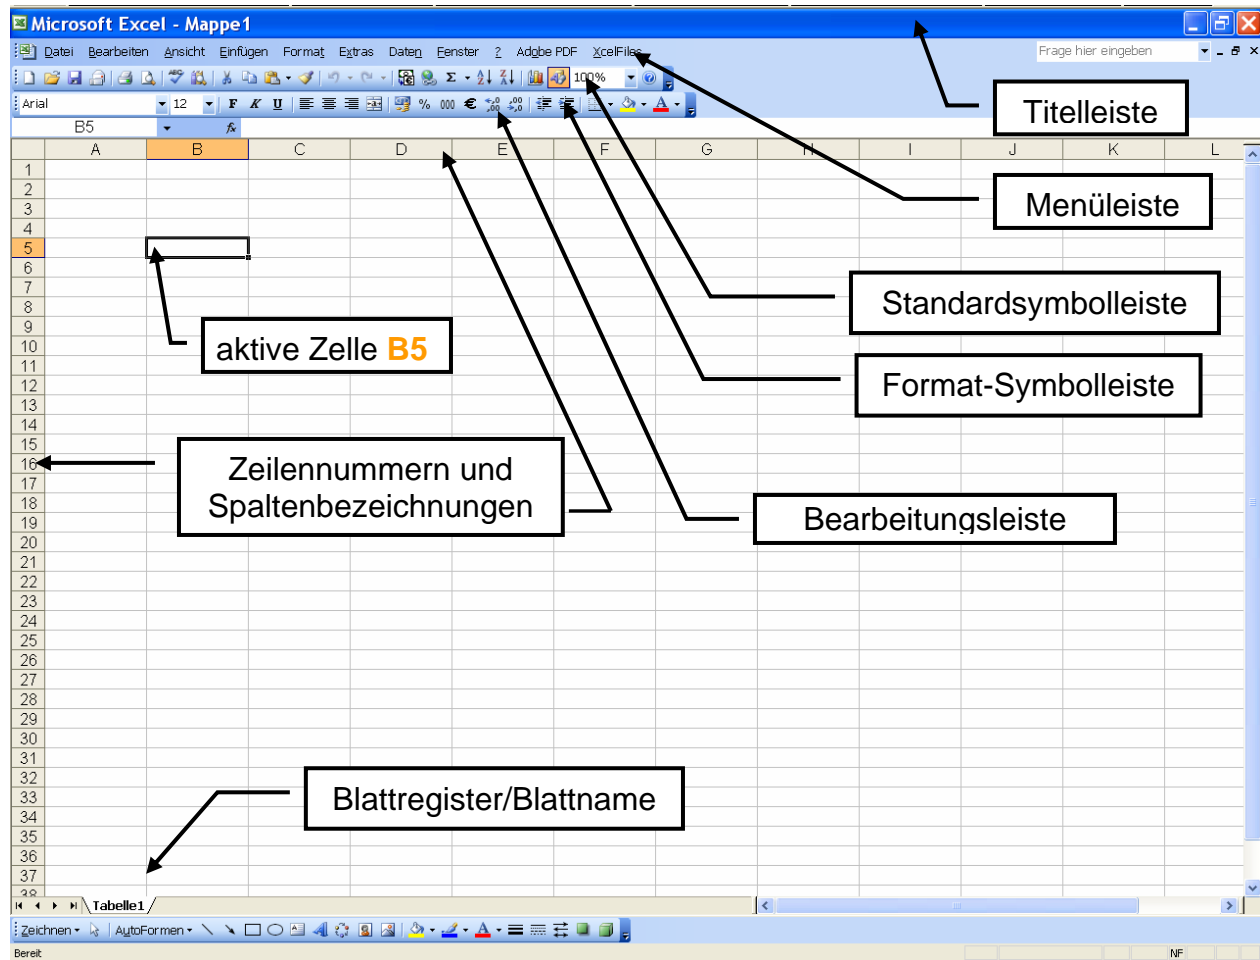 Microsoft Excel - Mappe1
Datei Bearbeiten Ansicht Einfügen Format Extras Daten Fenster ? Adobe PDF XcelFiles
Frage hier eingeben
100%
Arial 12 F K U % 000 €
Titelleiste
B5 fx
A B C D E F G H I J K L
1
2
3
Menüleiste
4
5
6
7
Standardsymbolleiste
8
9
10
aktive Zelle B5
11
12
Format-Symbolleiste
13
14
15
16
Zeilennummern und
17
18
Spaltenbezeichnungen
19
Bearbeitungsleiste
20
21
22
23
24
25
26
27
28
29
30
31
32
33
Blattregister/Blattname
34
35
36
37
38
Tabelle1
Zeichnen AutoFormen
Bereit NF